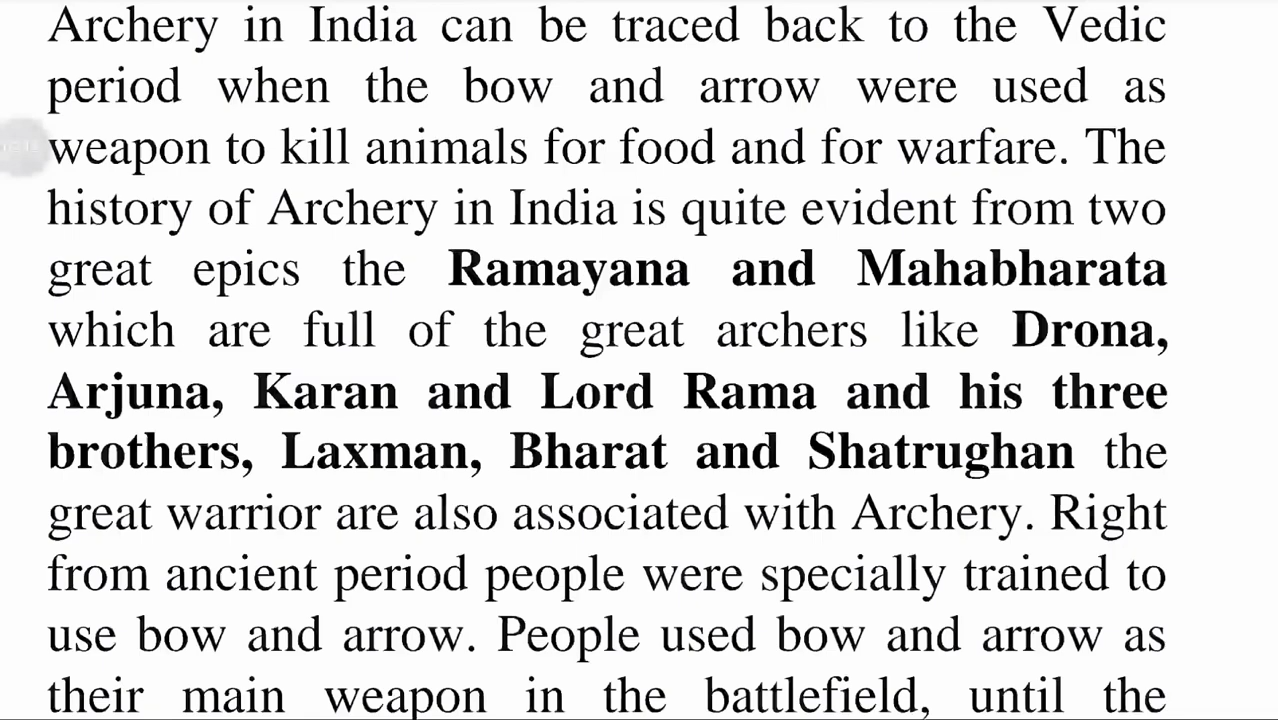 Archery in India can be traced back to the Vedic
period when the bow and arrow were used as
weapon to kill animals for food and for warfare. The
history of Archery in India is quite evident from two
great epics the Ramayana and Mahabharata
which are full of the great archers like Drona,
Arjuna, Karan and Lord Rama and his three
brothers, Laxman, Bharat and Shatrughan the
great warrior are also associated with Archery. Right
from ancient period people were specially trained to
use bow and arrow. People used bow and arrow as
their main weapon in the battlefield, until the